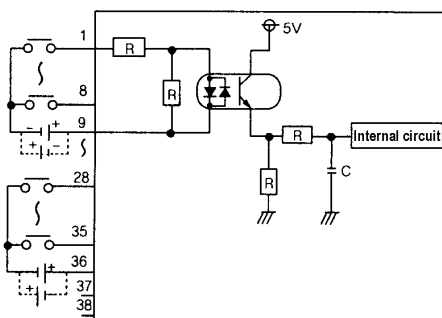 1
5V
R
8
R
9
- +
+ -
R
Internal circuit
28
R
C
35
36
+
+
37
38